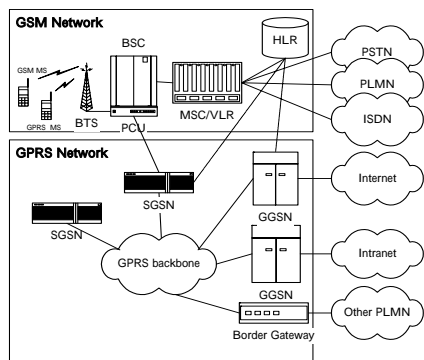 GSM Network
BSC
HLR
PSTN
GSM MS
PLMN
GPRS MS
BTS
PCU
MSC/VLR
ISDN
GPRS Network
SGSN
GGSN
Internet
SGSN
GPRS backbone
GGSN
Intranet
Border Gateway
Other PLMN